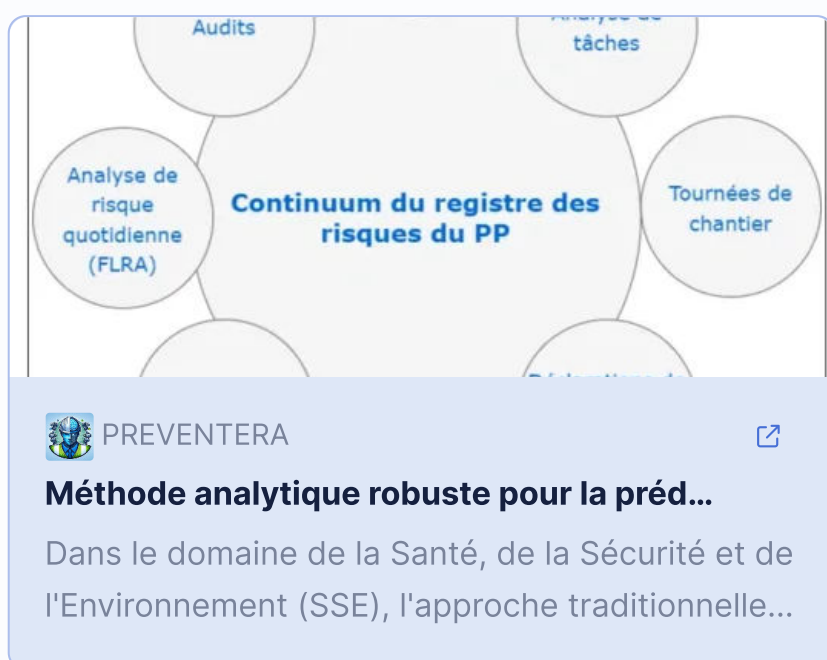 Audits
tâches
Analyse de
risque
quotidienne
(FLRA)
Continuum du registre des
risques du PP
Tournées de
chantier
PREVENTERA
Méthode analytique robuste pour la préd...
Dans le domaine de la Santé, de la Sécurité et de
l'Environnement (SSE), l'approche traditionnelle...